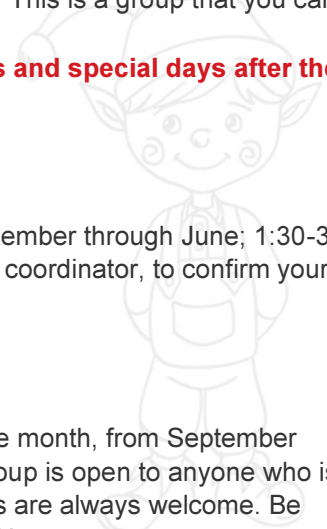 This is a group that you can
s and special days after the
ember through June; 1:30-3
coordinator, to confirm your
e month, from September
oup is open to anyone who is
s are always welcome. Be